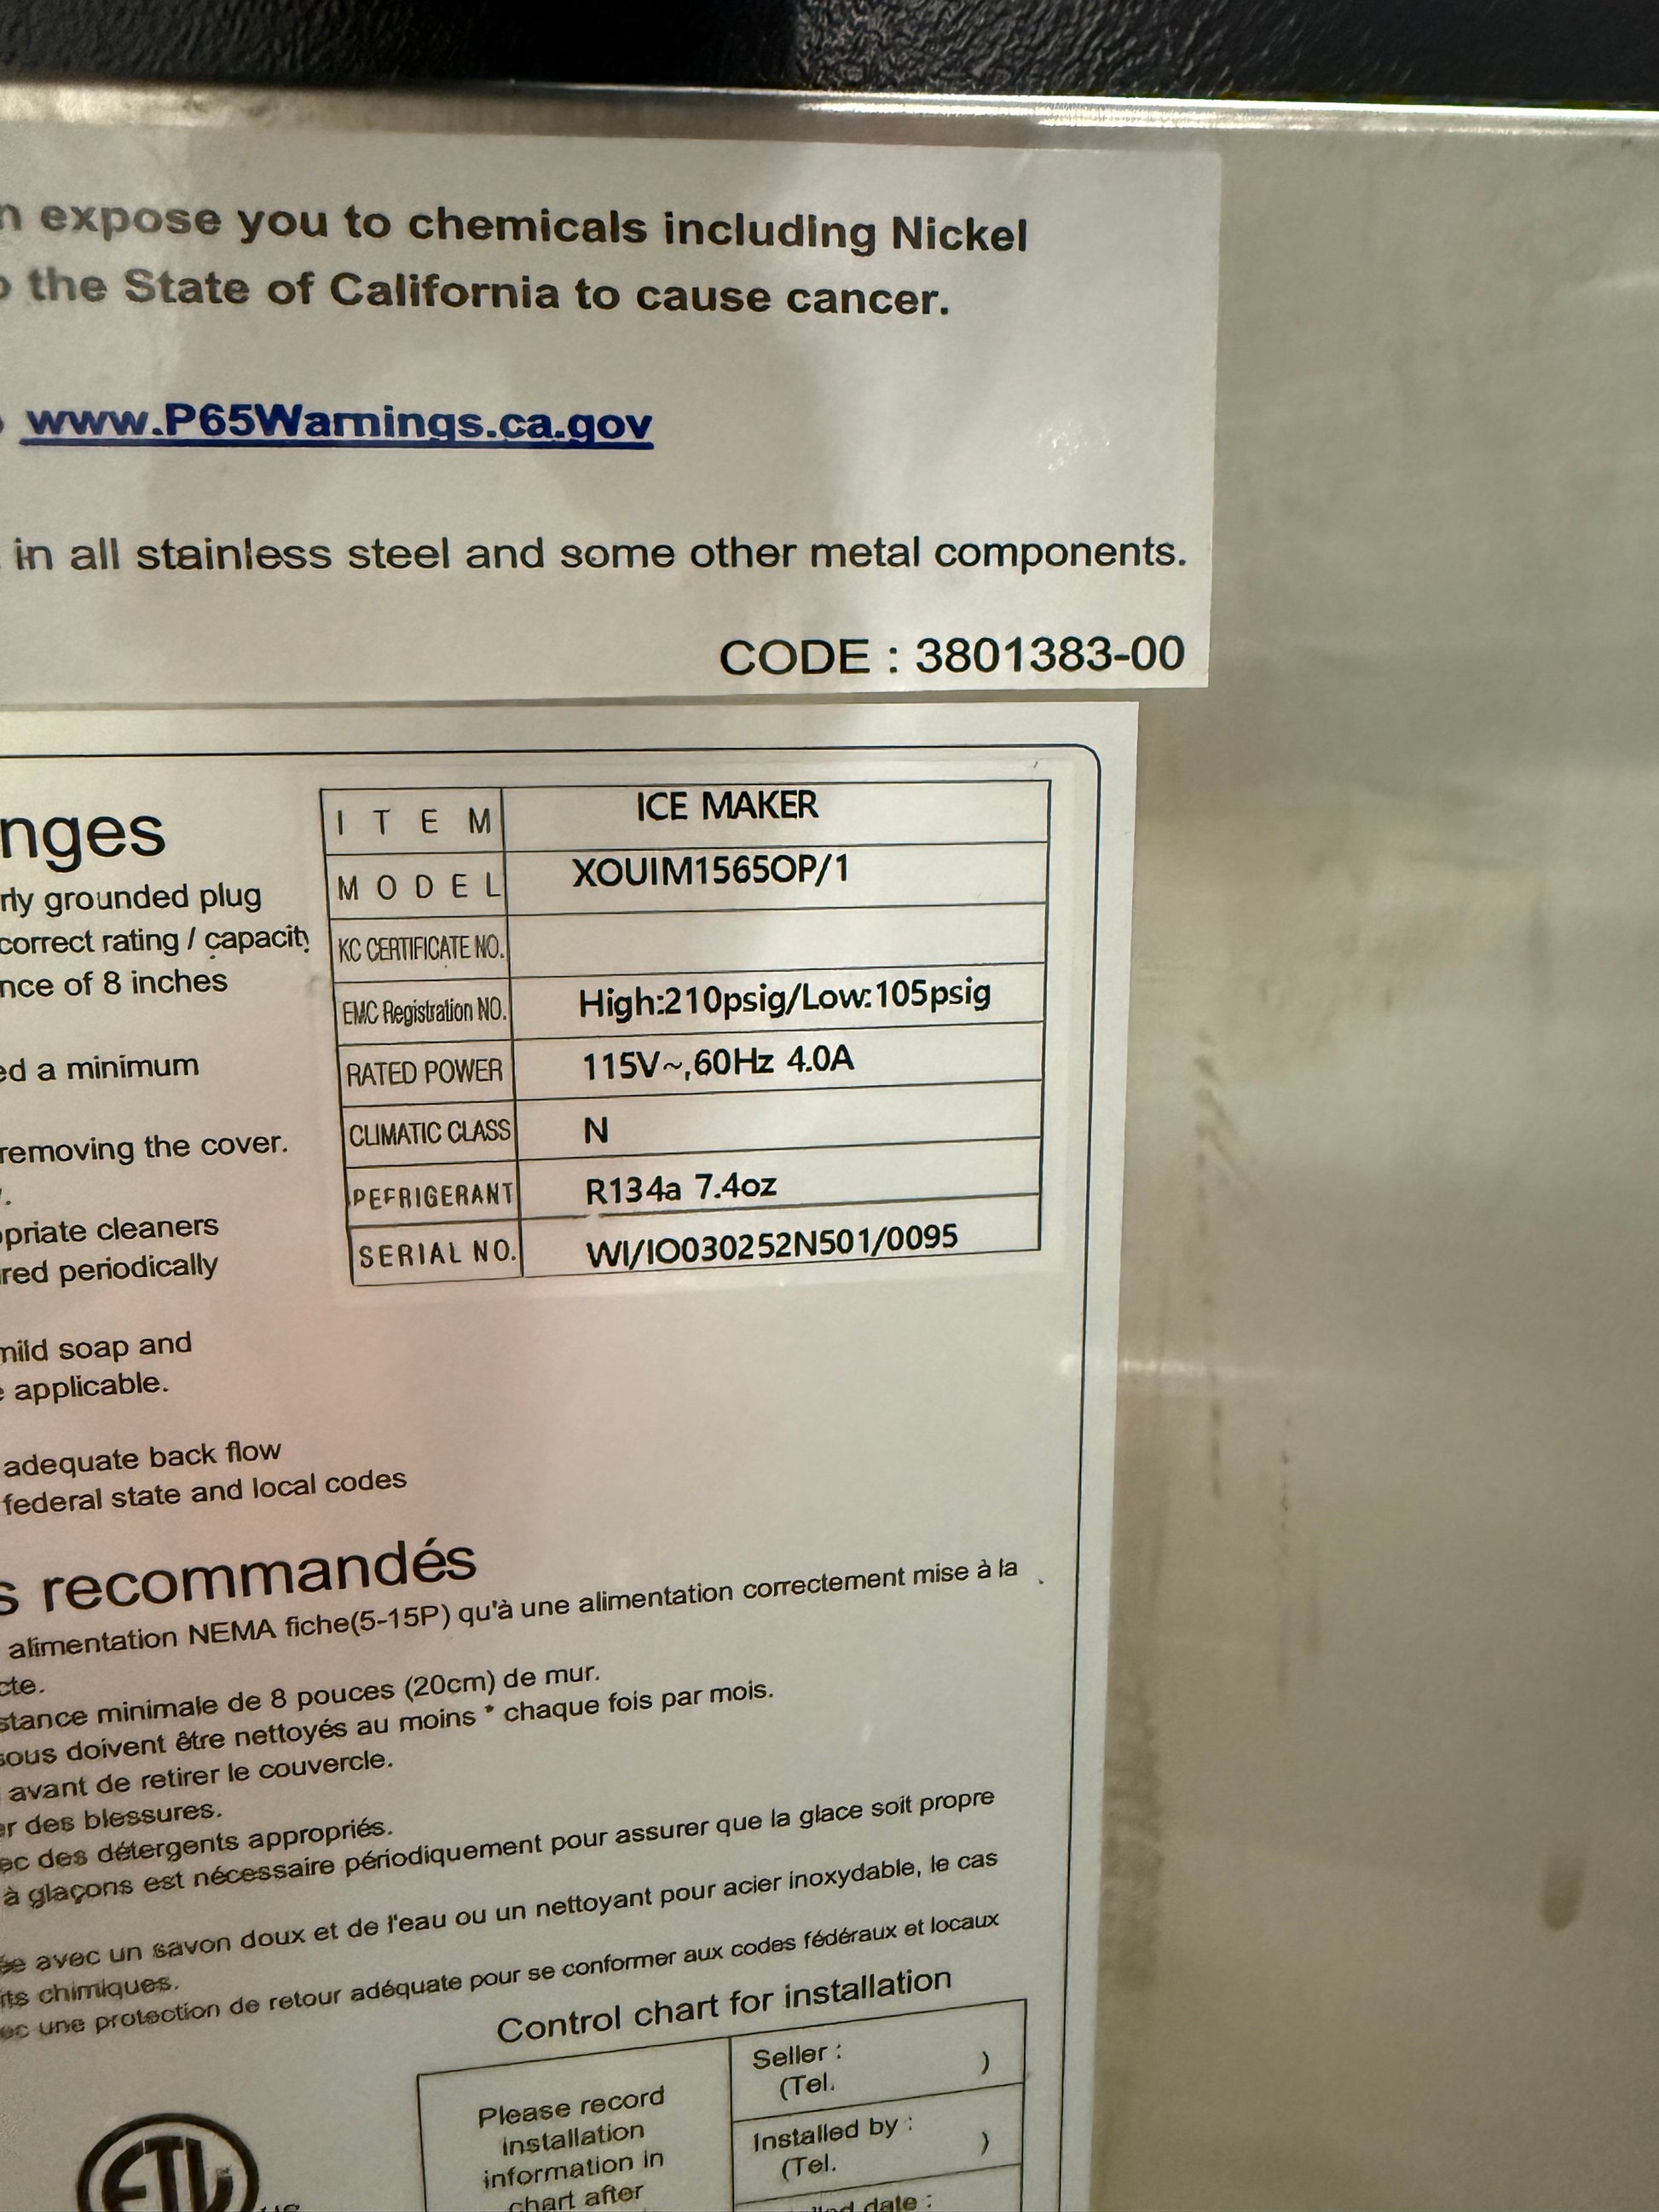 expose you to chemicals including Nickel
the State of California to cause cancer.
www.P65Warnings.ca.gov
in all stainless steel and some other metal components.
CODE : 3801383-00
nges
rly grounded plug
correct rating / capacity
nce of 8 inches
ed a minimum
removing the cover.
opriate cleaners
red periodically
mild soap and
applicable.
adequate back flow
federal state and local codes
ITEM ICE MAKER
MODEL XOUIM1565OP/1
KC CERTIFICATE NO.
EMC Registration NO. High:210psig/Low:105psig
RATED POWER 115V~,60Hz 4.0A
CLIMATIC CLASS N
PEFRIGERANT R134a 7.4oz
SERIAL NO. WI/IO030252N501/0095
s recommandés
alimentation NEMA fiche(5-15P) qu'à une alimentation correctement mise à la
cte.
stance minimale de 8 pouces (20cm) de mur.
sous doivent être nettoyés au moins * chaque fois par mois.
avant de retirer le couvercle.
er des blessures.
ec des détergents appropriés.
à glaçons est nécessaire périodiquement pour assurer que la glace soit propre
ée avec un savon doux et de l'eau ou un nettoyant pour acier inoxydable, le cas
its chimiques.
ec une protection de retour adéquate pour se conformer aux codes fédéraux et locaux
Control chart for installation
Please record
installation
information in
chart after
Seller :
(Tel. )
Installed by :
(Tel. )
date :
ETL
US